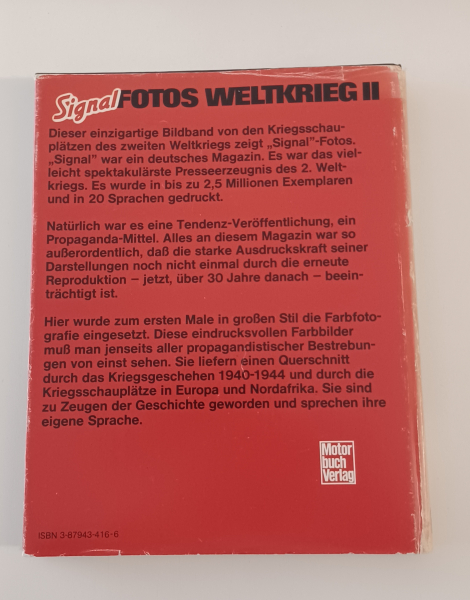 Signal FOTOS WELTKRIEG II
Dieser einzigartige Bildband von den Kriegsschau-
plätzen des zweiten Weltkriegs zeigt „Signal"-Fotos.
„Signal" war ein deutsches Magazin. Es war das viel-
leicht spektakulärste Presseerzeugnis des 2. Welt-
kriegs. Es wurde in bis zu 2,5 Millionen Exemplaren
und in 20 Sprachen gedruckt.
Natürlich war es eine Tendenz-Veröffentlichung, ein
Propaganda-Mittel. Alles an diesem Magazin war so
außerordentlich, daß die starke Ausdruckskraft seiner
Darstellungen noch nicht einmal durch die erneute
Reproduktion – jetzt, über 30 Jahre danach – beein-
trächtigt ist.
Hier wurde zum ersten Male in großen Stil die Farbfoto-
grafie eingesetzt. Diese eindrucksvollen Farbbilder
muß man jenseits aller propagandistischer Bestrebun-
gen von einst sehen. Sie liefern einen Querschnitt
durch das Kriegsgeschehen 1940-1944 und durch die
Kriegsschauplätze in Europa und Nordafrika. Sie sind
zu Zeugen der Geschichte geworden und sprechen ihre
eigene Sprache.
Motor
buch
Verlag
ISBN 3-87943-416-6